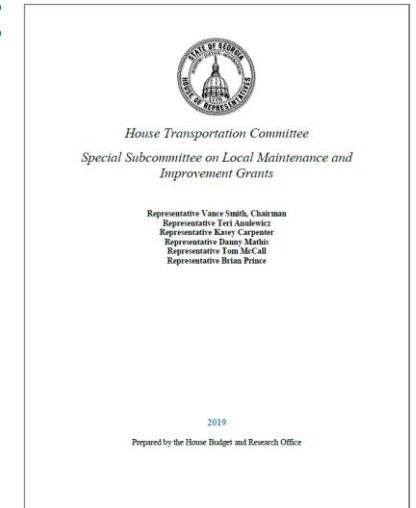 STATE OF GEORGIA
HOUSE OF REPRESENTATIVES
1776
House Transportation Committee
Special Subcommittee on Local Maintenance and
Improvement Grants
Representative Vance Smith, Chairman
Representative Teri Anulewicz
Representative Kasey Carpenter
Representative Danny Mathis
Representative Tom McCall
Representative Brian Prince
2019
Prepared by the House Budget and Research Office